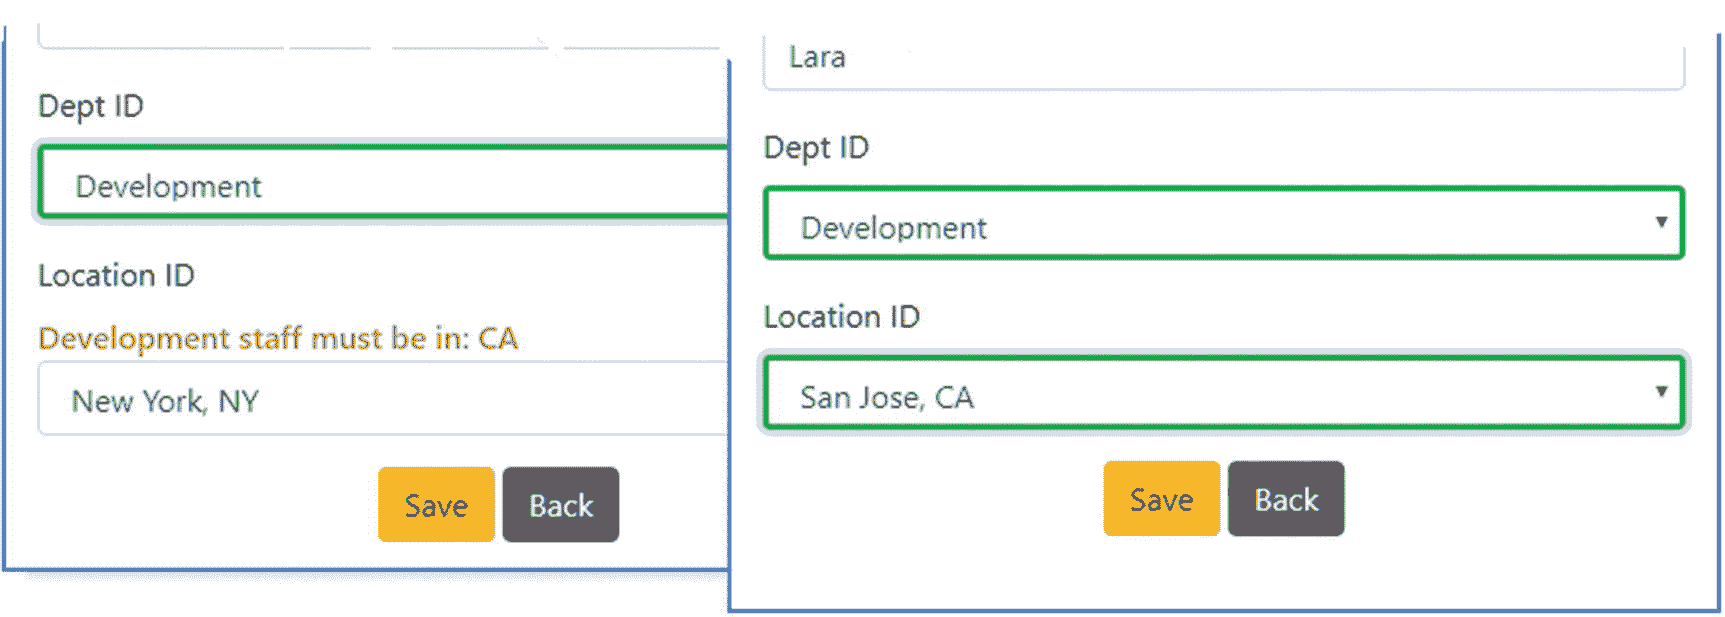 Dept ID
Development
Location ID
Development staff must be in: CA
New York, NY
Save Back
Lara
Dept ID
Development
Location ID
San Jose, CA
Save Back